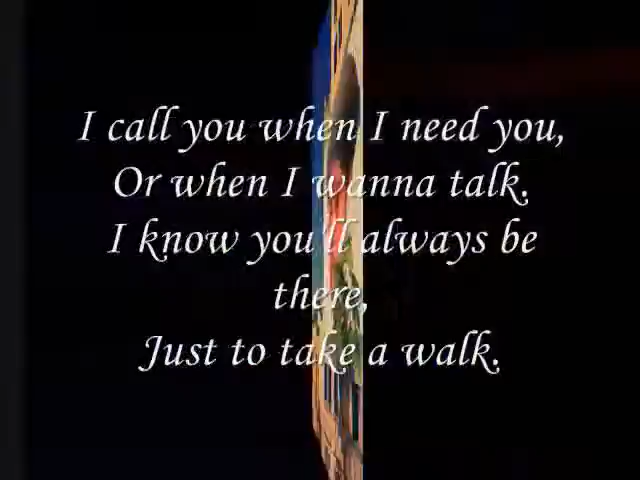 I call you when I need you,
Or when I wanna talk.
I know you'll always be
there,
Just to take a walk.